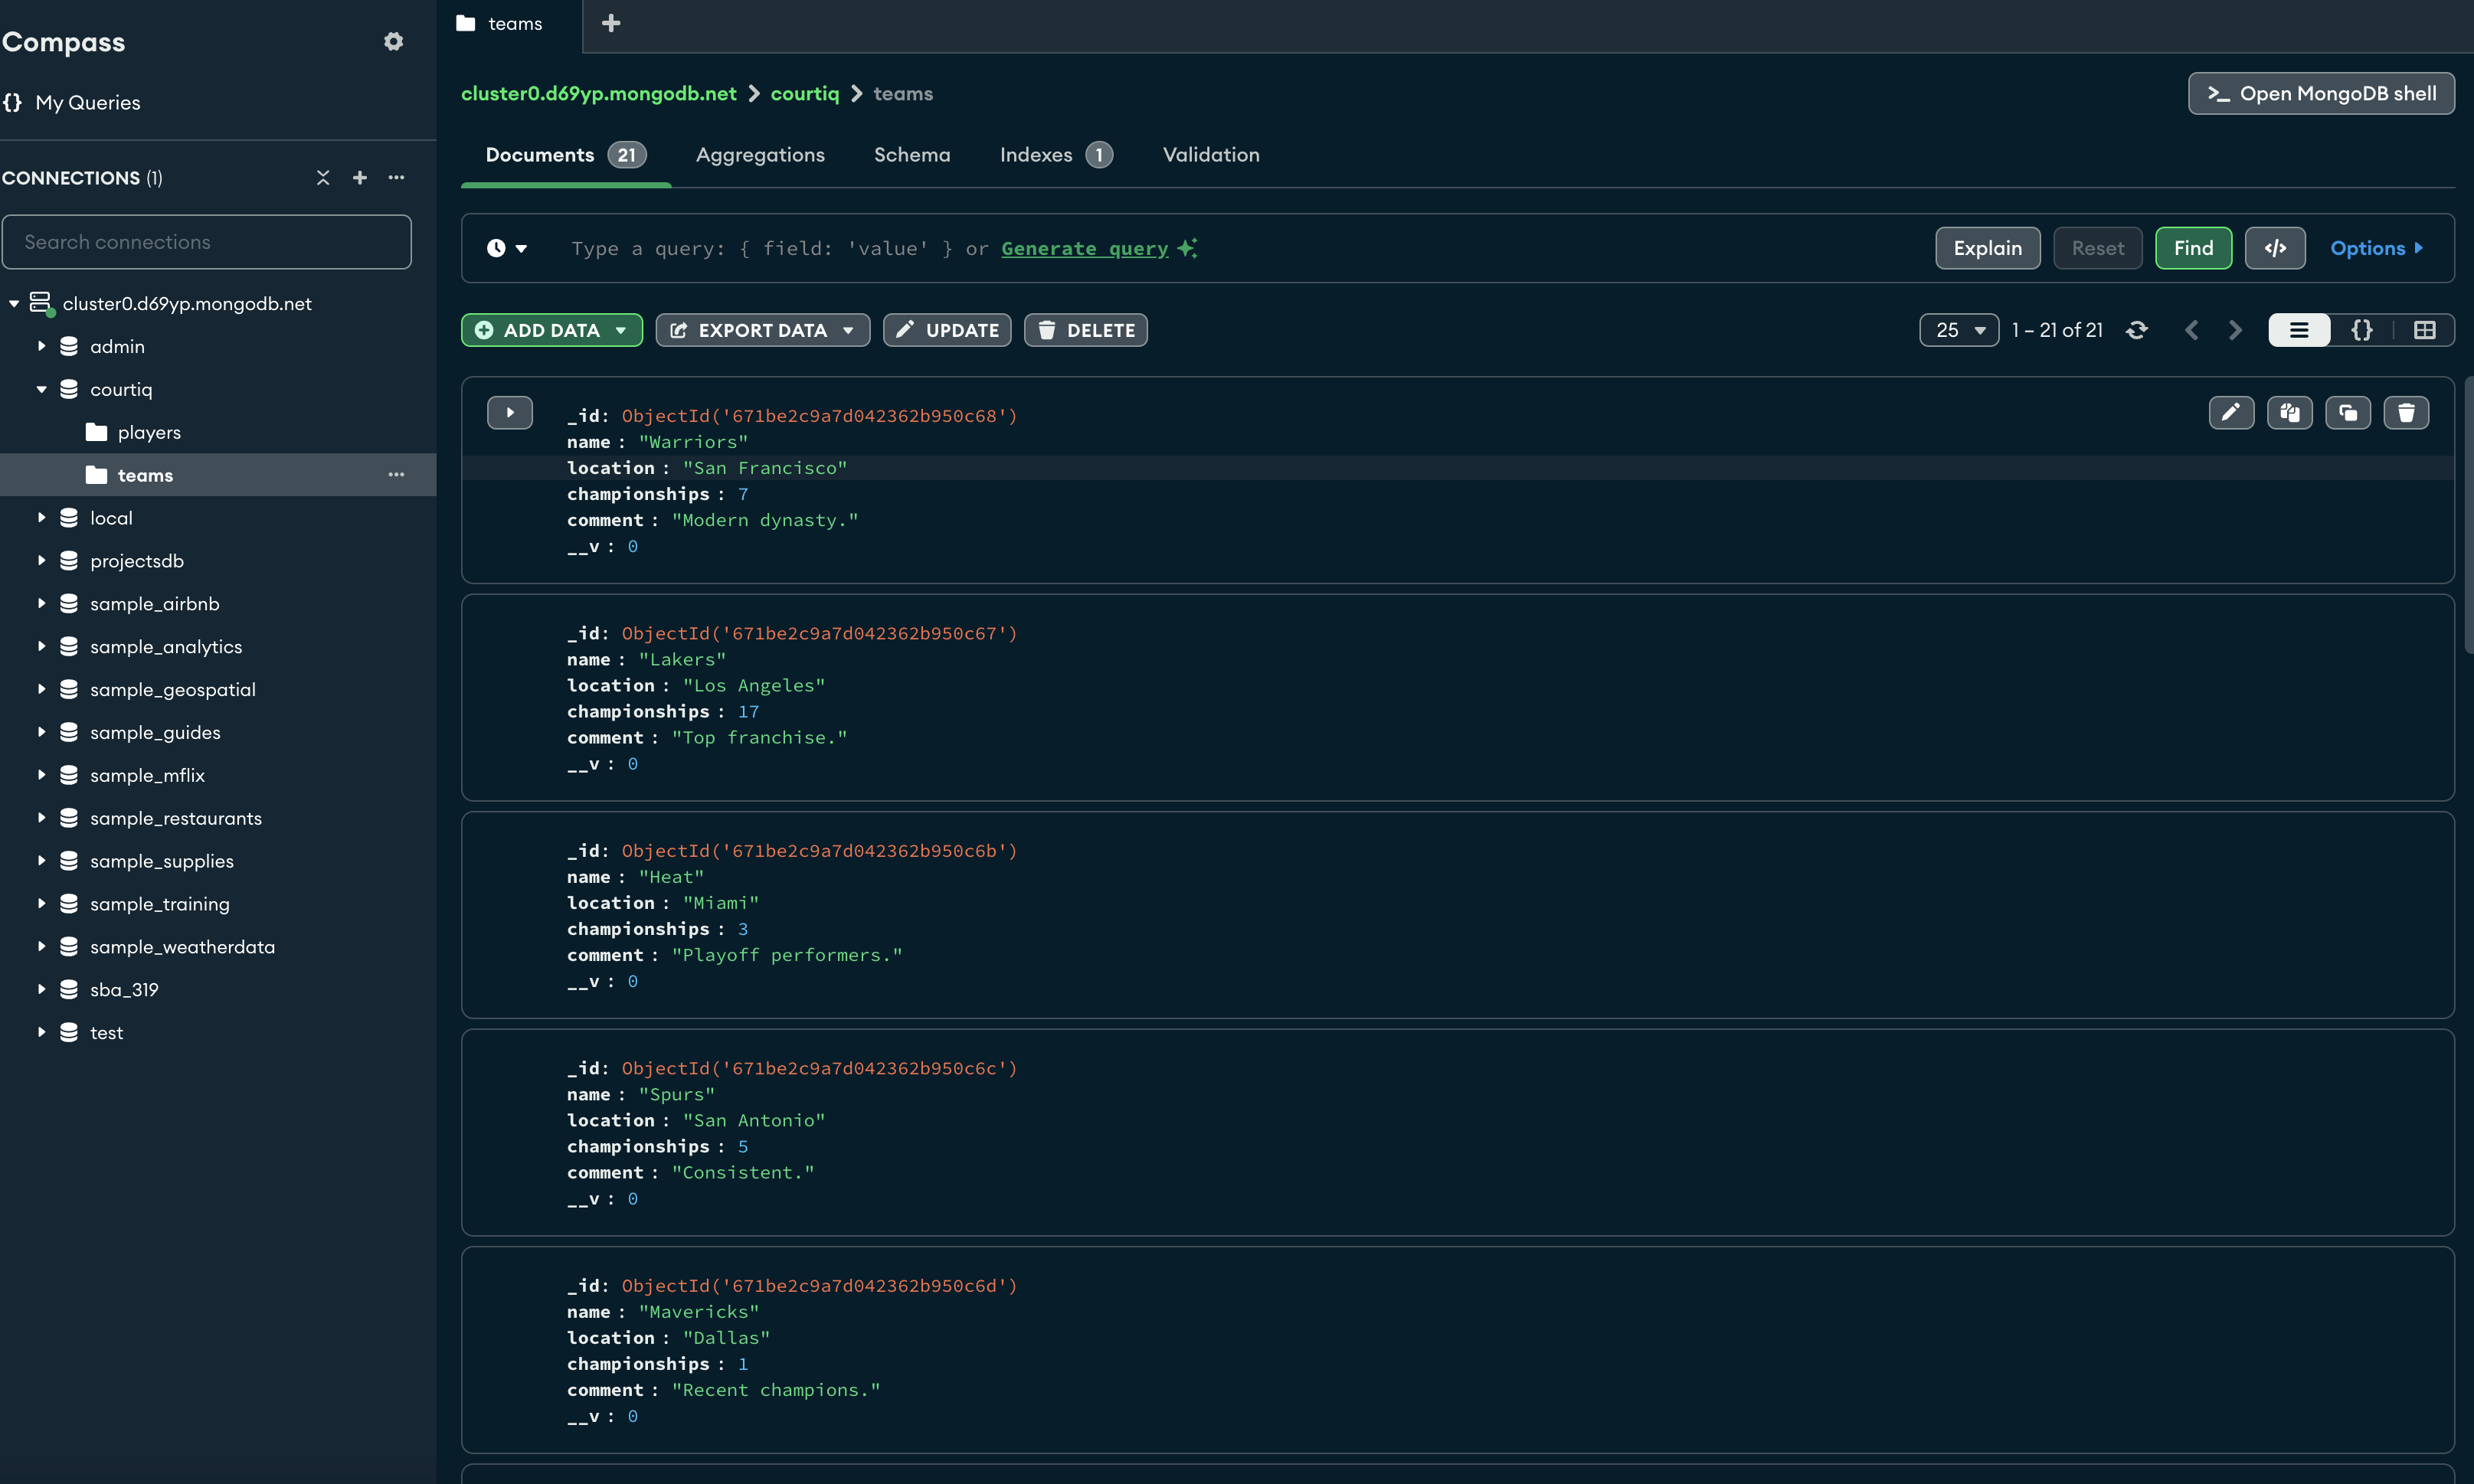 Compass
{} My Queries
CONNECTIONS (1)
Search connections
cluster0.d69yp.mongodb.net
admin
courtiq
players
teams
local
projectsdb
sample_airbnb
sample_analytics
sample_geospatial
sample_guides
sample_mflix
sample_restaurants
sample_supplies
sample_training
sample_weatherdata
sba_319
test
teams
cluster0.d69yp.mongodb.net > courtiq > teams
>_ Open MongoDB shell
Documents 21 Aggregations Schema Indexes 1 Validation
Type a query: { field: 'value' } or Generate query
Explain Reset Find </> Options
ADD DATA EXPORT DATA UPDATE DELETE
25 1 – 21 of 21 {}
_id: ObjectId('671be2c9a7d042362b950c68')
name : "Warriors"
location : "San Francisco"
championships : 7
comment : "Modern dynasty."
__v : 0
_id: ObjectId('671be2c9a7d042362b950c67')
name : "Lakers"
location : "Los Angeles"
championships : 17
comment : "Top franchise."
__v : 0
_id: ObjectId('671be2c9a7d042362b950c6b')
name : "Heat"
location : "Miami"
championships : 3
comment : "Playoff performers."
__v : 0
_id: ObjectId('671be2c9a7d042362b950c6c')
name : "Spurs"
location : "San Antonio"
championships : 5
comment : "Consistent."
__v : 0
_id: ObjectId('671be2c9a7d042362b950c6d')
name : "Mavericks"
location : "Dallas"
championships : 1
comment : "Recent champions."
__v : 0